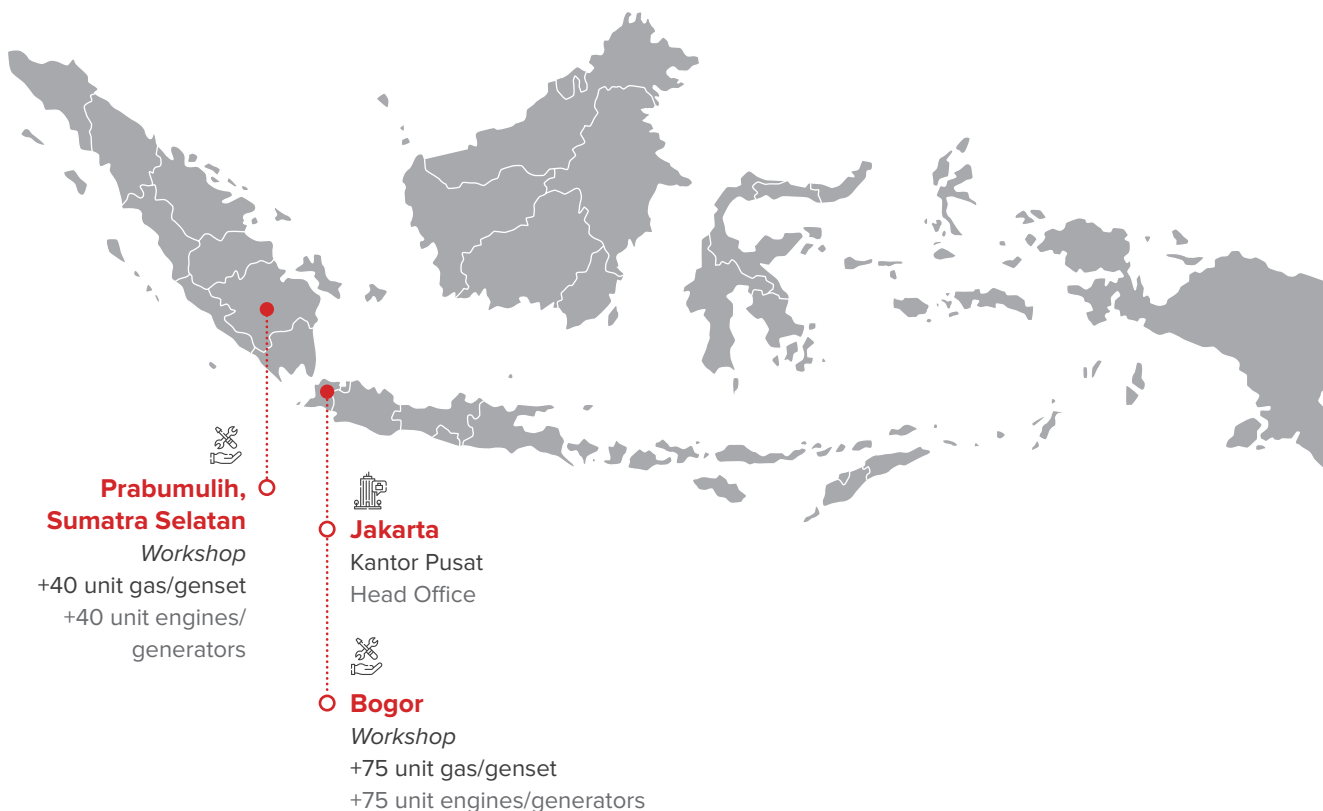 Prabumulih,
Sumatra Selatan
Workshop
+40 unit gas/genset
+40 unit engines/
generators
Jakarta
Kantor Pusat
Head Office
Bogor
Workshop
+75 unit gas/genset
+75 unit engines/generators